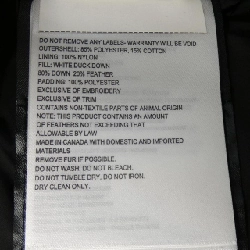 DO NOT REMOVE ANY LABELS- WARRANTY WILL BE VOID
OUTERSHELL: 85% POLYESTER, 15% COTTON
LINING: 100% NYLON
FILL: WHITE DUCK DOWN
80% DOWN 20% FEATHER
PADDING 100% POLYESTER
EXCLUSIVE OF EMBROIDERY
EXCLUSIVE OF TRIM
CONTAINS NON-TEXTILE PARTS OF ANIMAL ORIGIN
NOTE: THIS PRODUCT CONTAINS AN AMOUNT
OF FEATHERS NOT EXCEEDING THAT
ALLOWABLE BY LAW
MADE IN CANADA WITH DOMESTIC AND IMPORTED
MATERIALS
REMOVE FUR IF POSSIBLE.
DO NOT WASH. DO NOT BLEACH.
DO NOT TUMBLE DRY. DO NOT IRON.
DRY CLEAN ONLY.